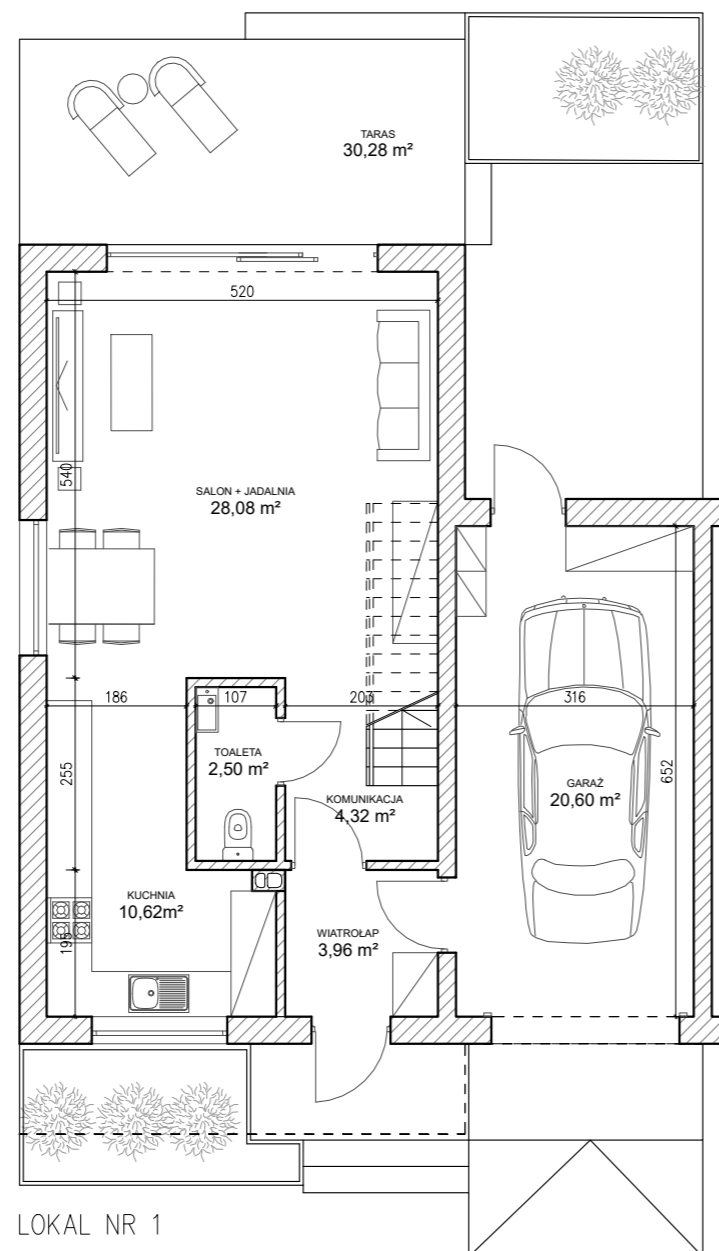 TARAS
30,28 m²
520
540
SALON + JADALNIA
28,08 m²
186
107
203
316
255
TOALETA
2,50 m²
652
GARAŻ
20,60 m²
KOMUNIKACJA
4,32 m²
KUCHNIA
10,62m²
195
WIATROŁAP
3,96 m²
LOKAL NR 1